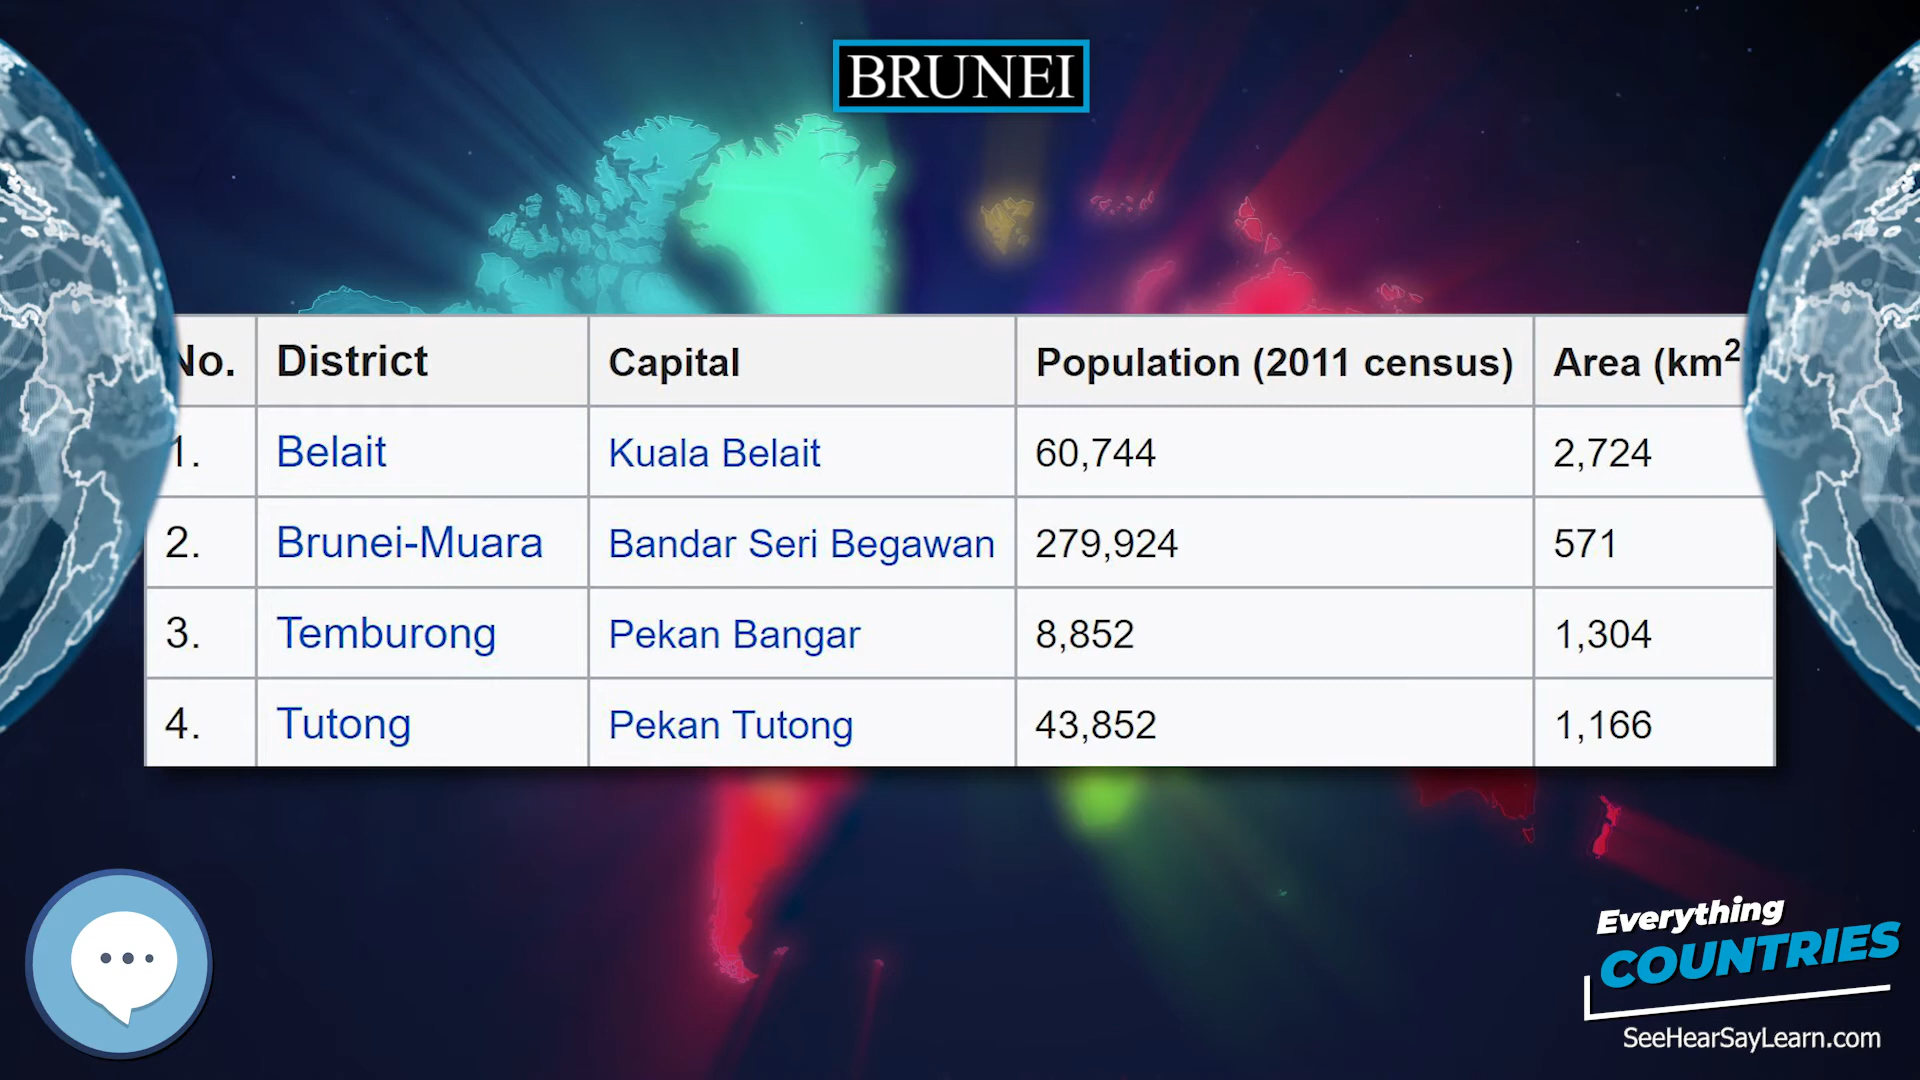 BRUNEI
No. District Capital Population (2011 census) Area (km²
1. Belait Kuala Belait 60,744 2,724
2. Brunei-Muara Bandar Seri Begawan 279,924 571
3. Temburong Pekan Bangar 8,852 1,304
4. Tutong Pekan Tutong 43,852 1,166
Everything
COUNTRIES
SeeHearSayLearn.com